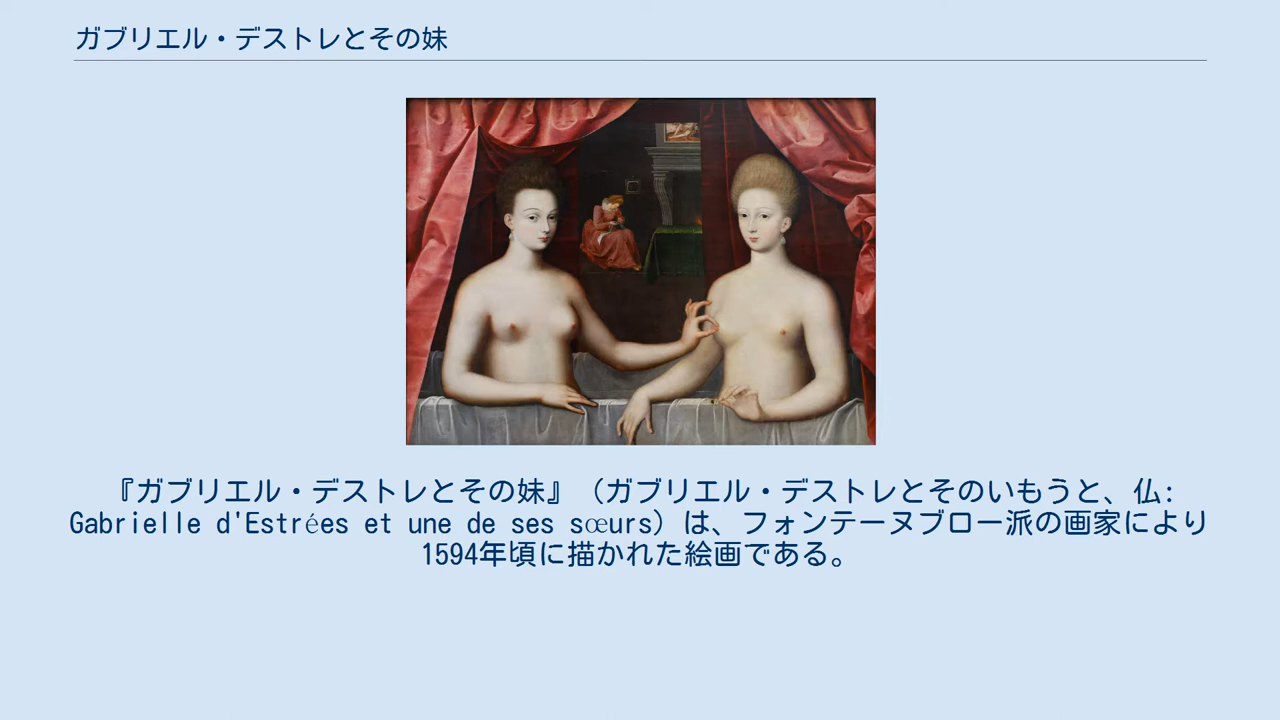 ガブリエル・デストレとその妹
『ガブリエル・デストレとその妹』（ガブリエル・デストレとそのいもうと、仏:
Gabrielle d'Estrées et une de ses sœurs）は、フォンテーヌブロー派の画家により
1594年頃に描かれた絵画である。